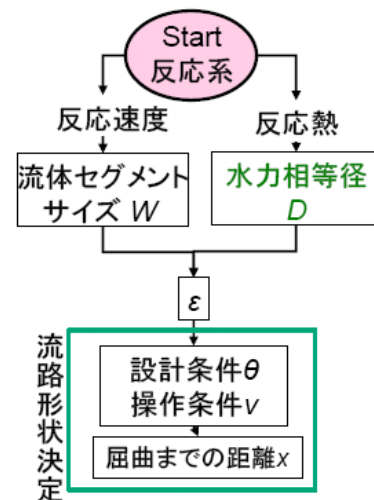 Start
反応系
反応速度
反応熱
流体セグメント
サイズ W
水力相等径
D
ε
流路形状決定
設計条件θ
操作条件v
屈曲までの距離x